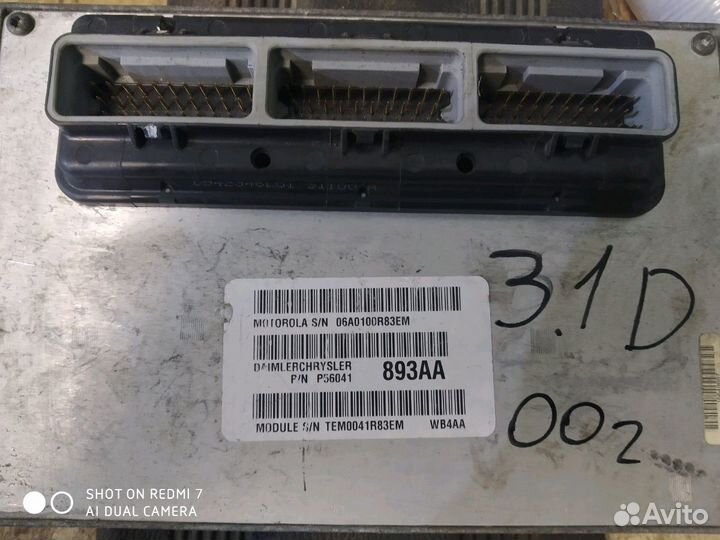 MOTOROLA S/N 06A0100R83EM
DAIMLERCHRYSLER
P/N P56041 893AA
MODULE S/N TEM0041R83EM WB4AA
3.1D
002
SHOT ON REDMI 7
AI DUAL CAMERA
Avito